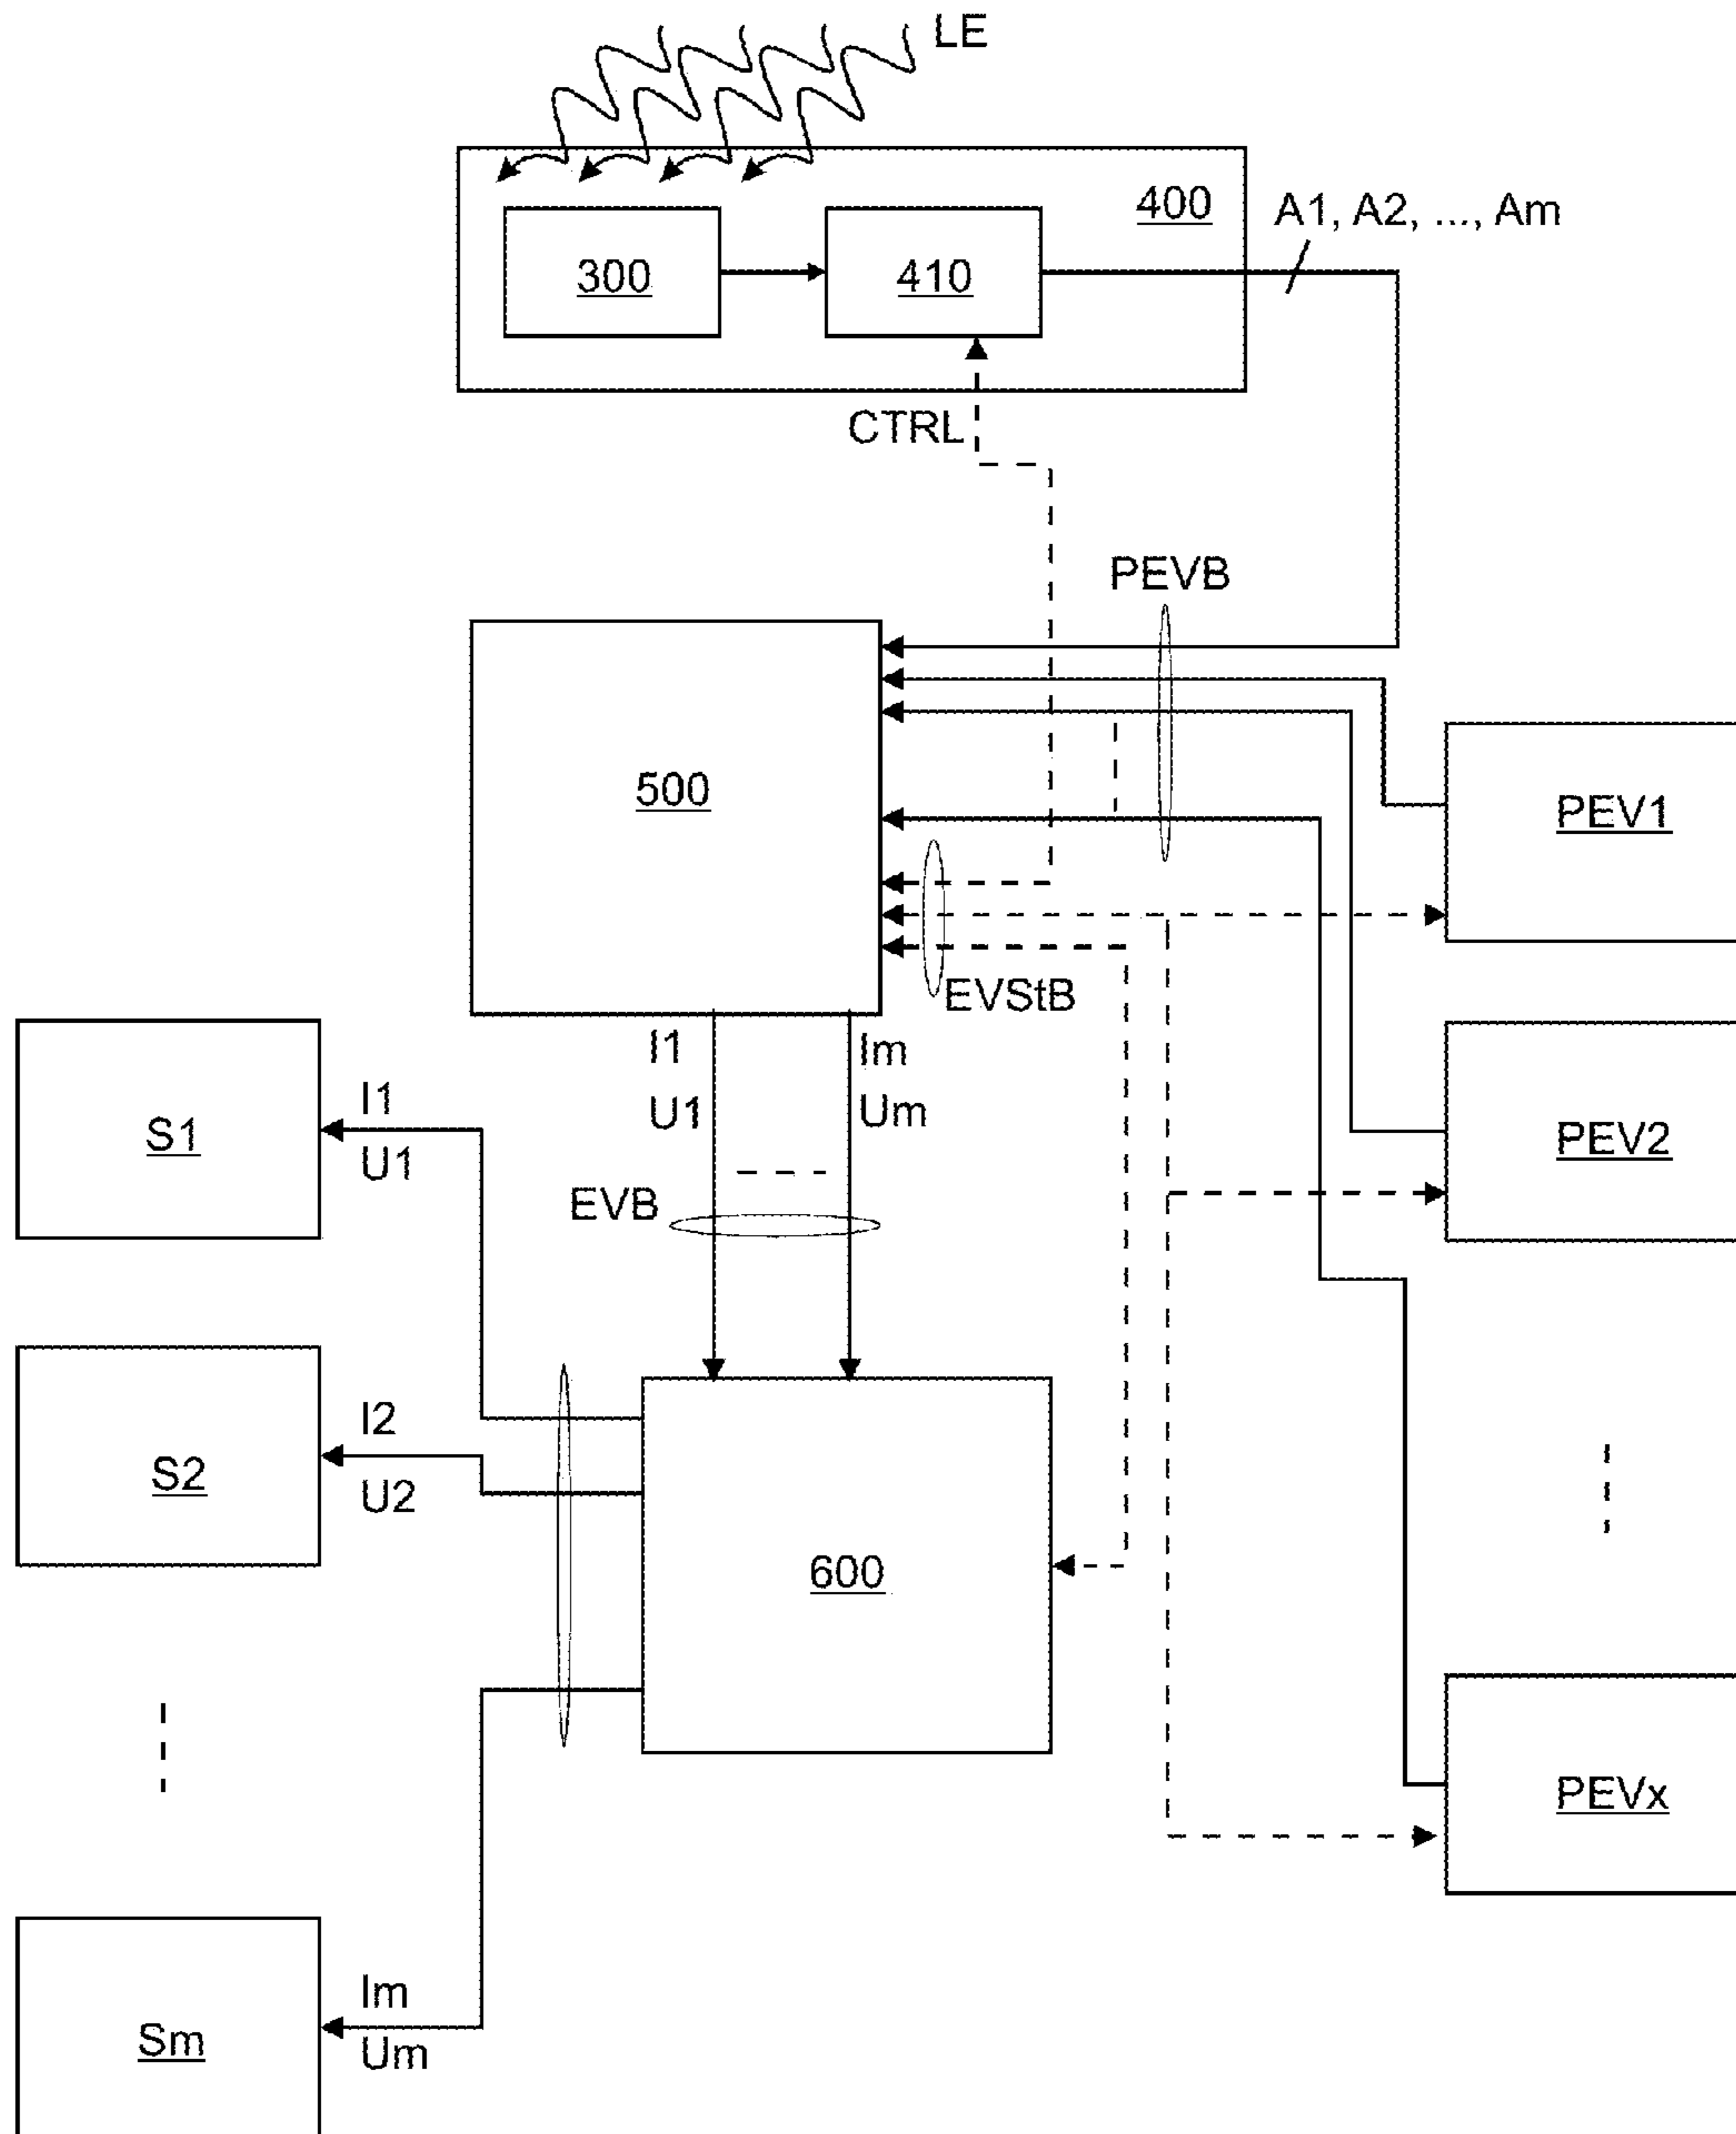 LE
400
A1, A2, ..., Am
300
410
CTRL
PEVB
500
PEV1
EVStB
I1
U1
Im
Um
S1
I1
U1
PEV2
EVB
S2
I2
U2
600
PEVx
Sm
Im
Um